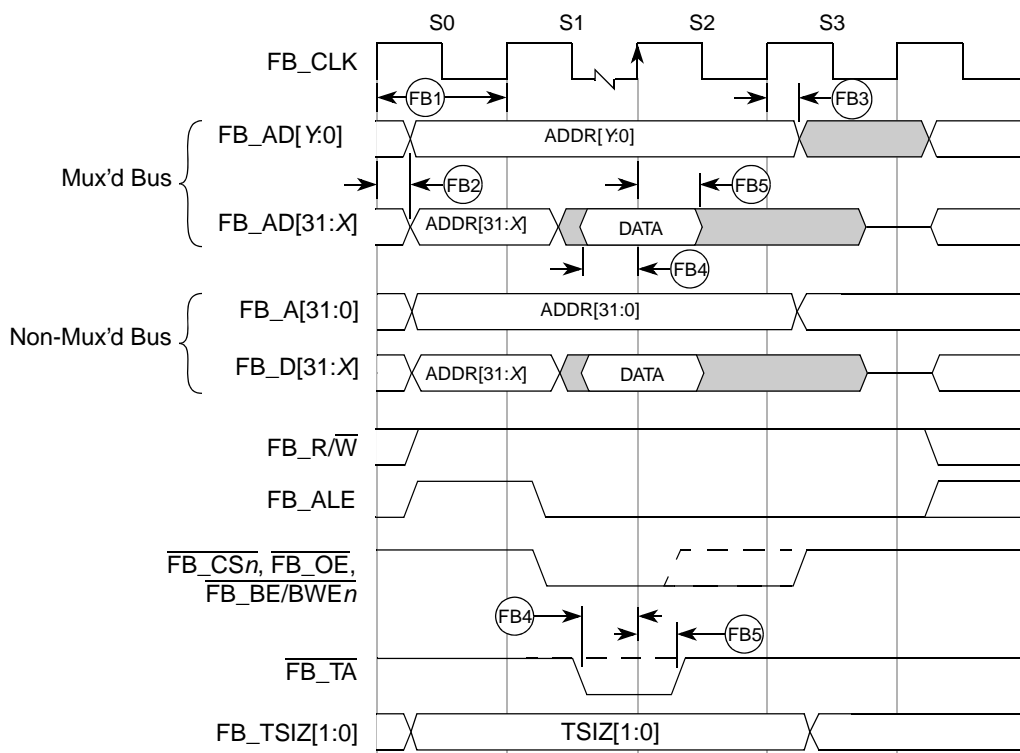 S0 S1 S2 S3
FB_CLK
FB1 FB3
FB_AD[Y:0] ADDR[Y:0]
Mux'd Bus
FB2 FB5
FB_AD[31:X] ADDR[31:X] DATA
FB4
FB_A[31:0] ADDR[31:0]
Non-Mux'd Bus
FB_D[31:X] ADDR[31:X] DATA
FB_R/W
FB_ALE
FB_CSn, FB_OE,
FB_BE/BWEn
FB4 FB5
FB_TA
FB_TSIZ[1:0] TSIZ[1:0]